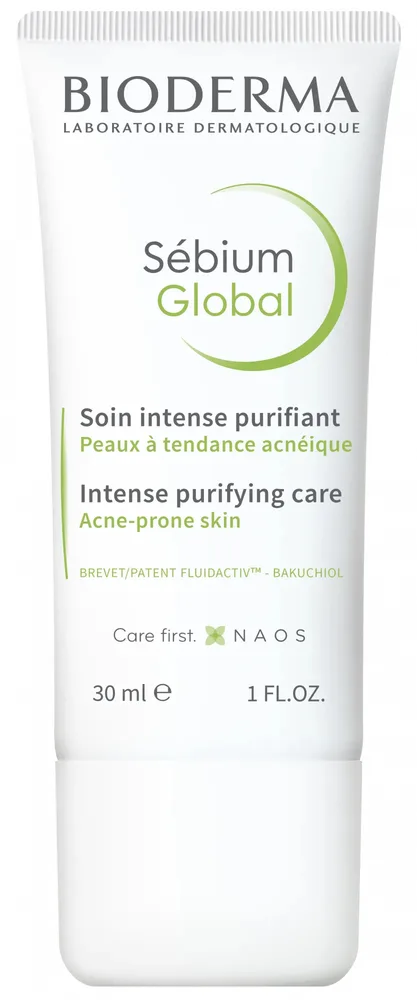 BIODERMA
LABORATOIRE DERMATOLOGIQUE
Sébium
Global
Soin intense purifiant
Peaux à tendance acnéique
Intense purifying care
Acne-prone skin
BREVET/PATENT FLUIDACTIV™ - BAKUCHIOL
Care first. NAOS
30 ml ℮ 1 FL.OZ.